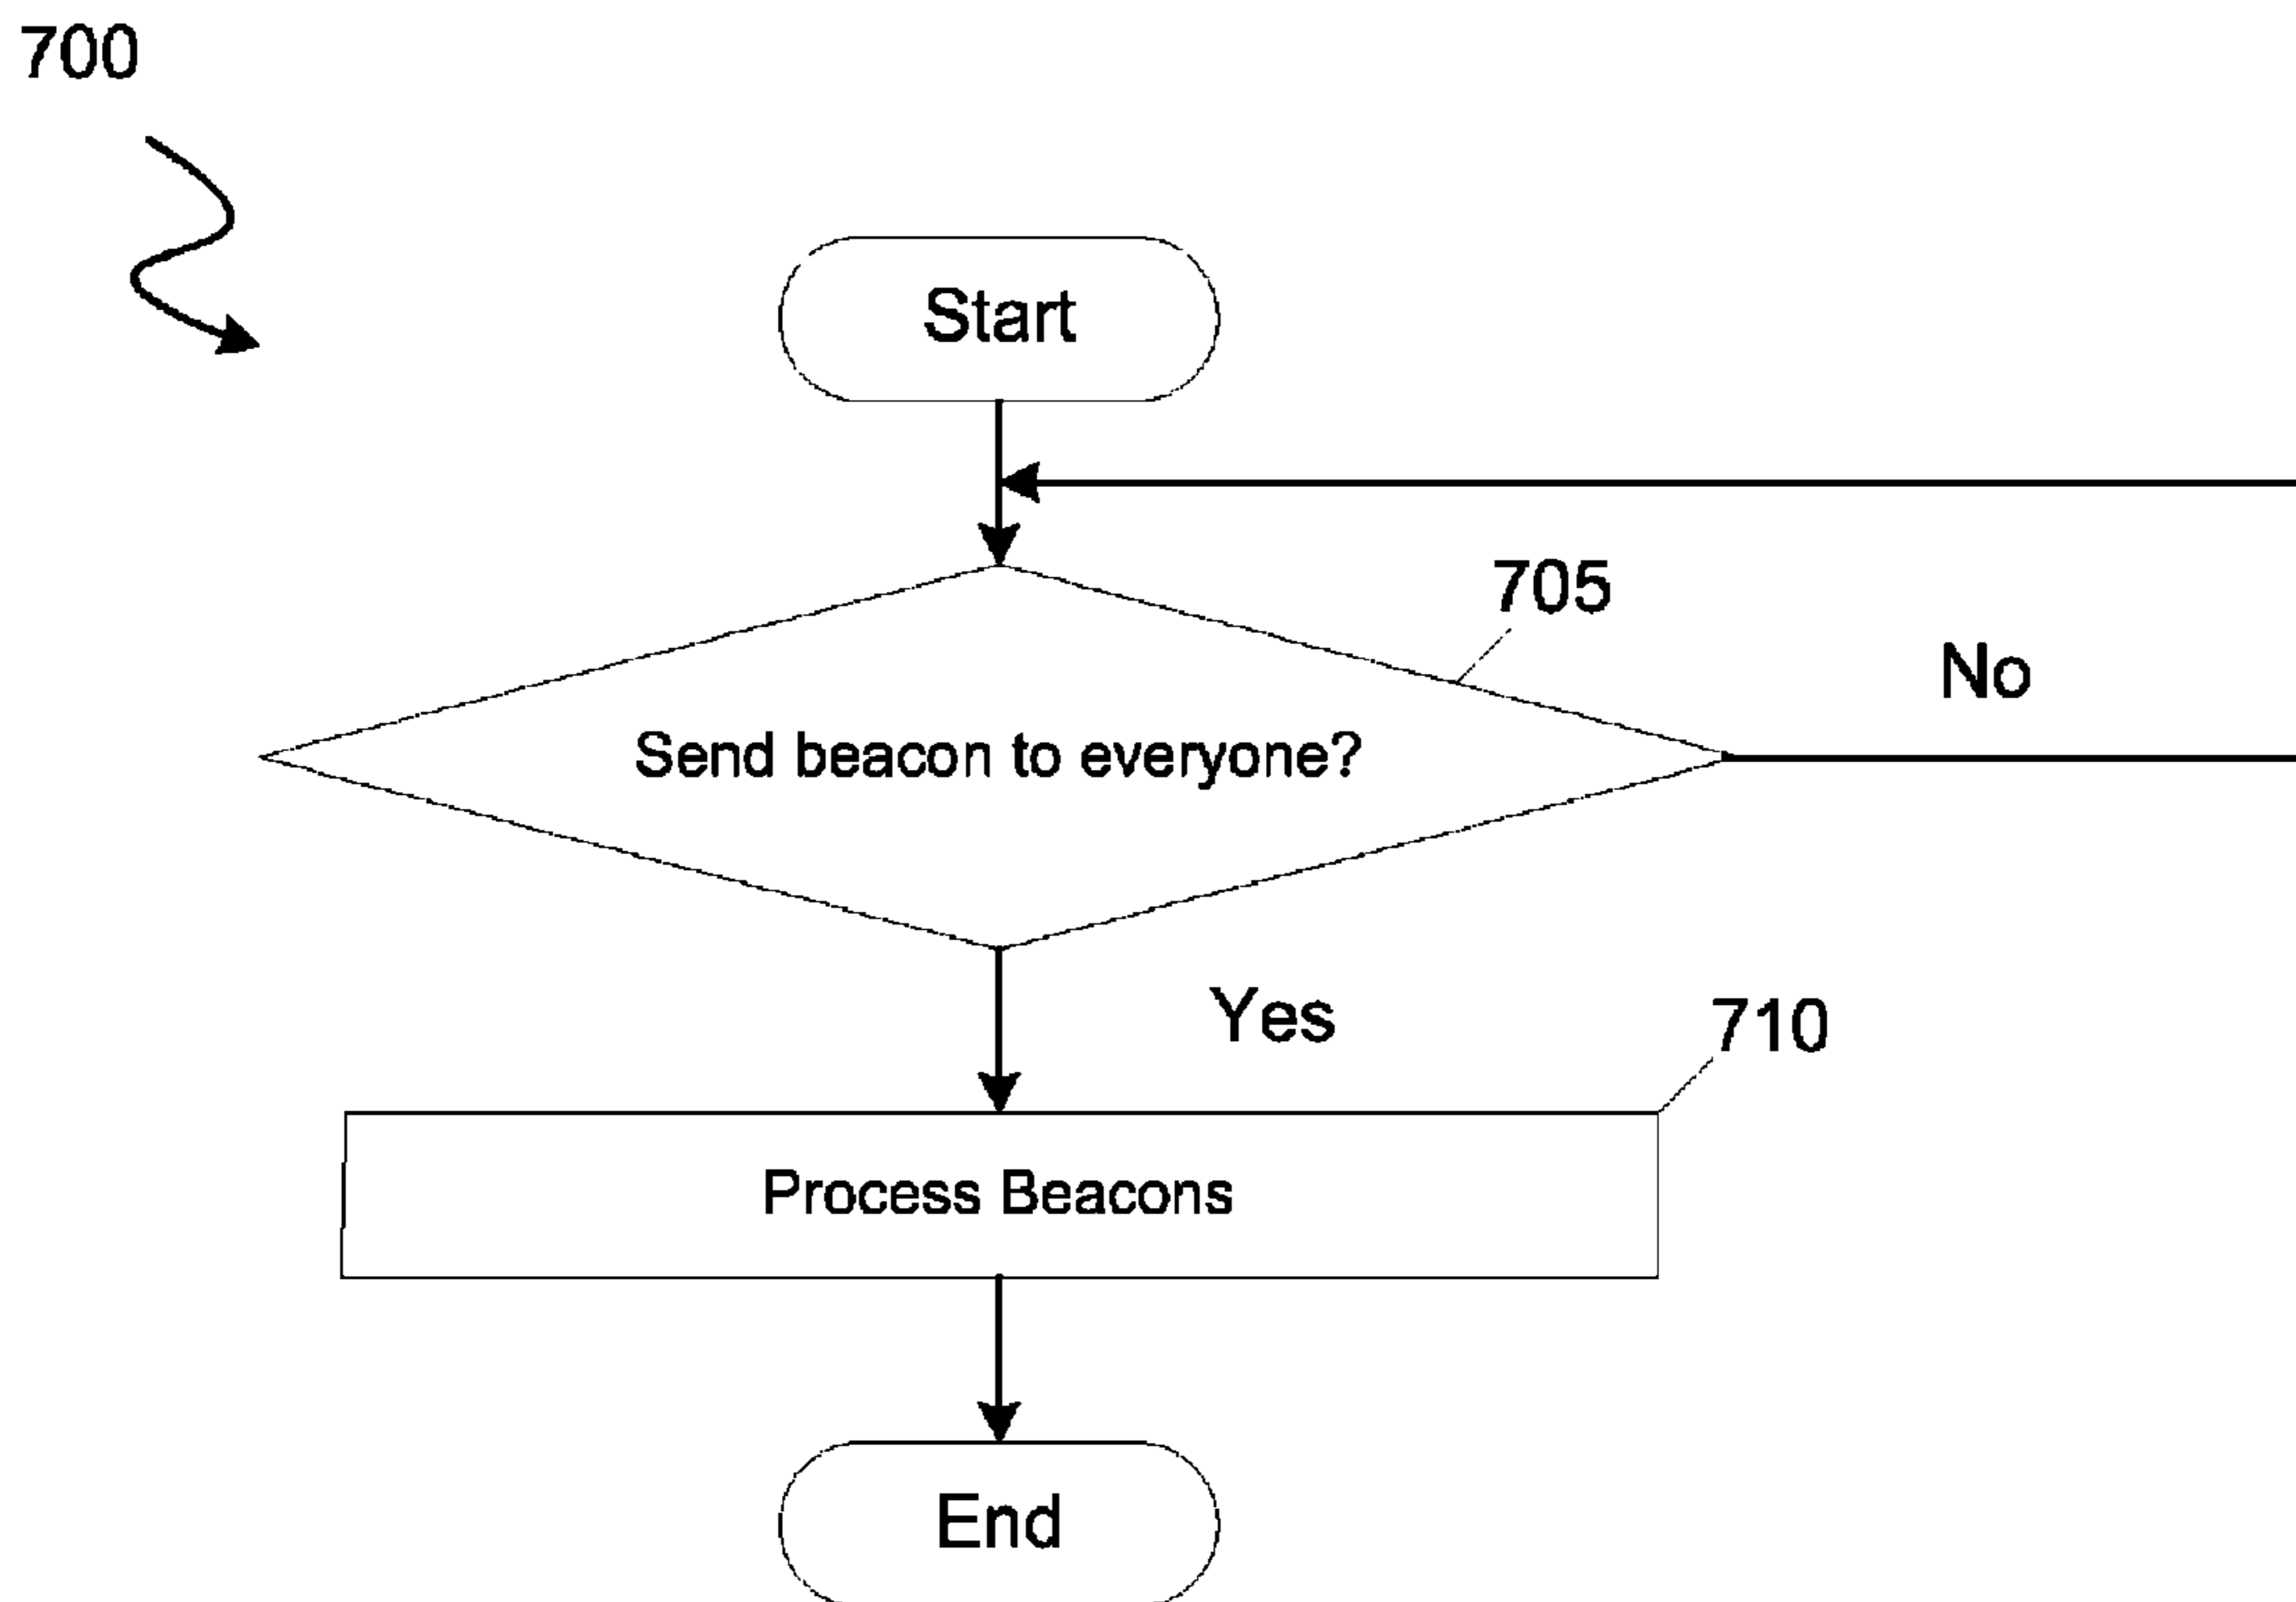 700
Start
705
No
Send beacon to everyone?
Yes
710
Process Beacons
End